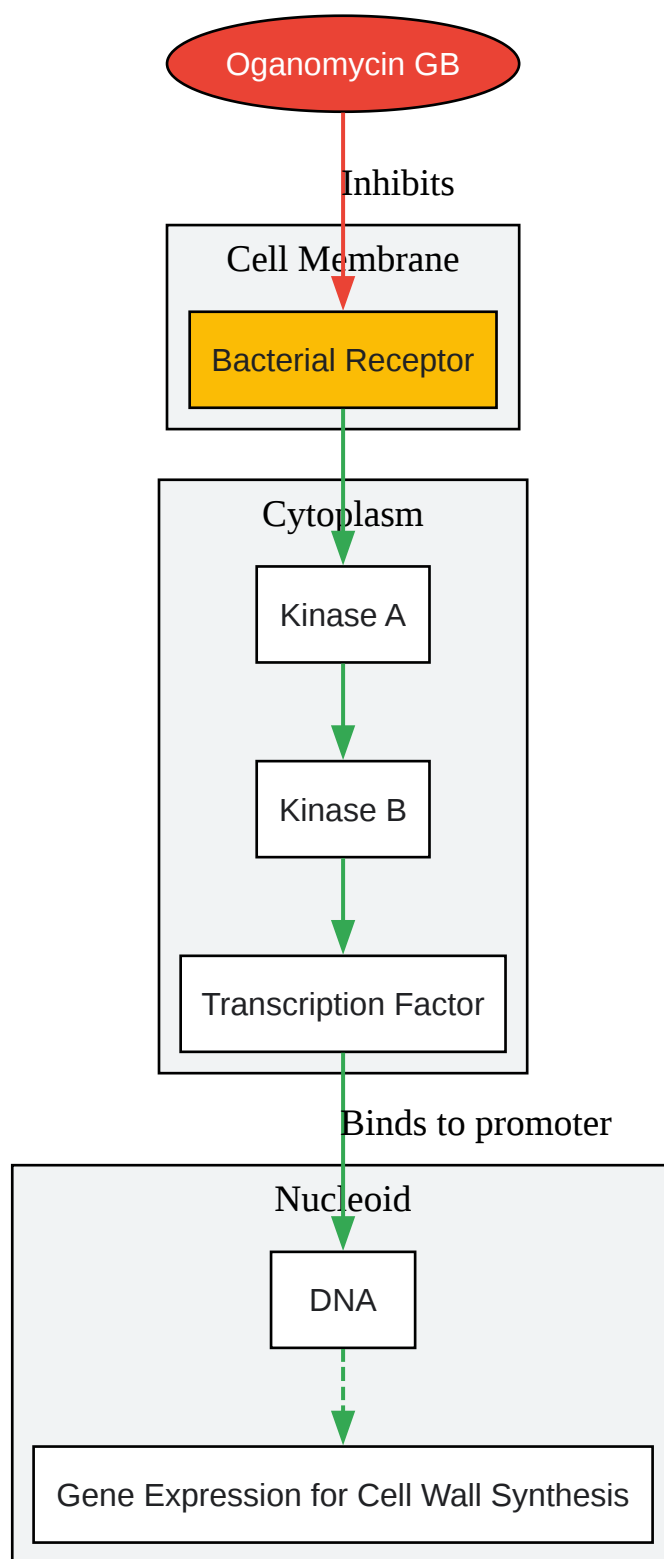 Oganomycin GB
Inhibits
Cell Membrane
Bacterial Receptor
Cytoplasm
Kinase A
Kinase B
Transcription Factor
Binds to promoter
Nucleoid
DNA
Gene Expression for Cell Wall Synthesis